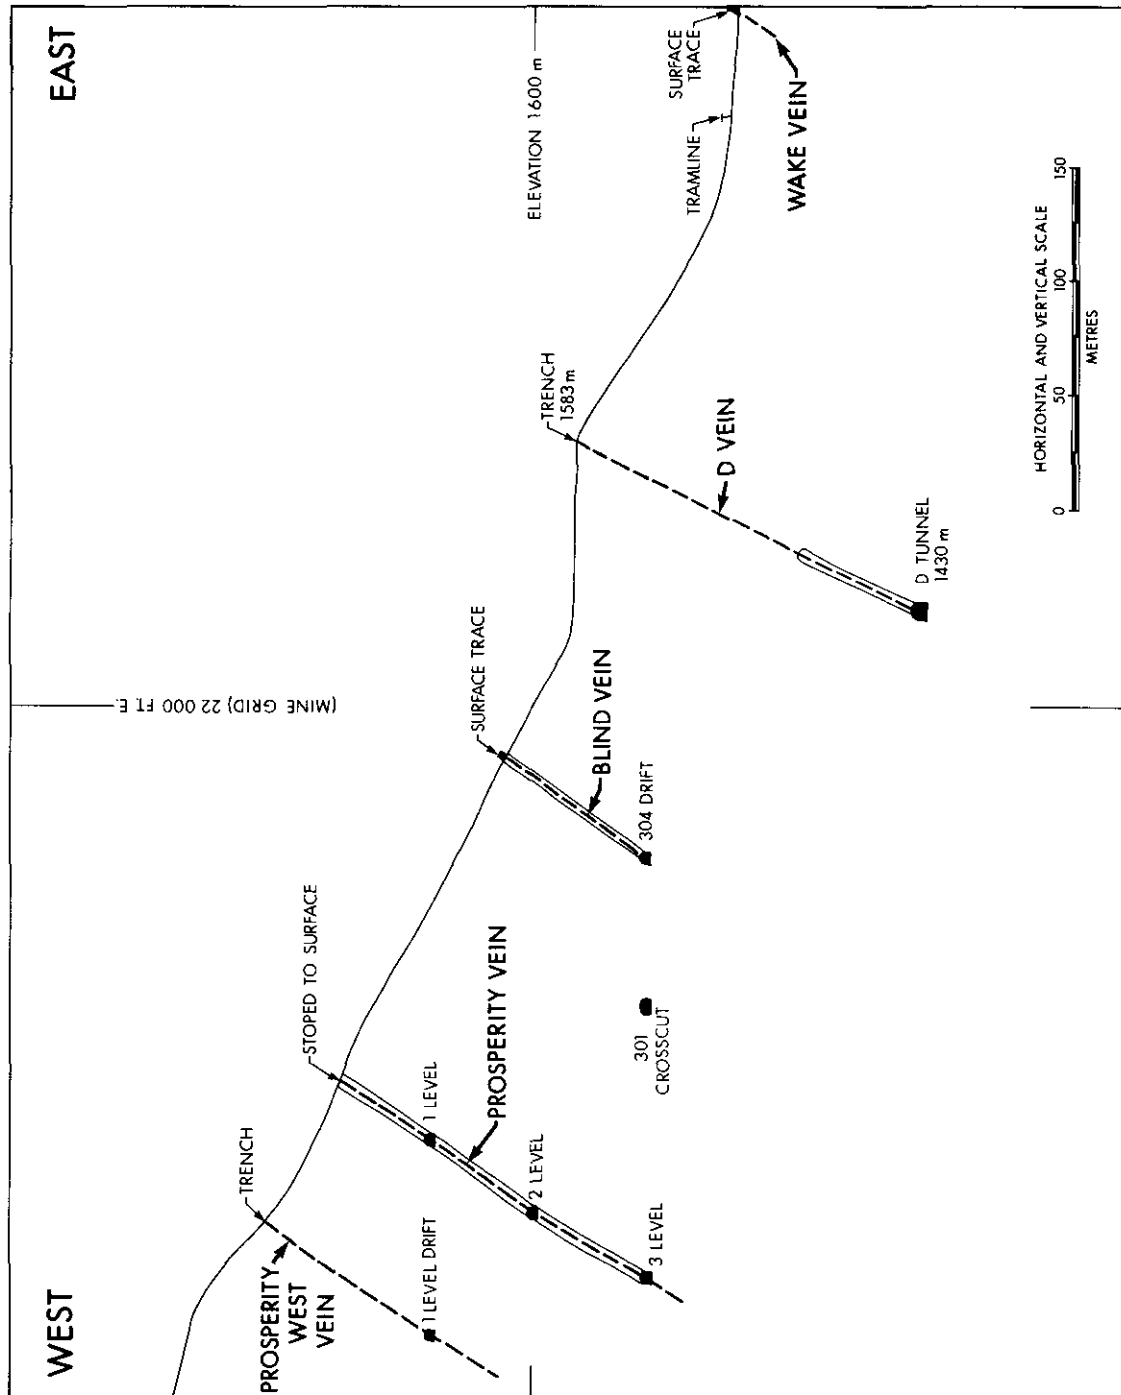 WEST
EAST
PROSPERITY
WEST
VEIN
TRENCH
1 LEVEL DRIFT
STOPED TO SURFACE
1 LEVEL
PROSPERITY VEIN
2 LEVEL
3 LEVEL
301
CROSSCUT
SURFACE TRACE
BLIND VEIN
304 DRIFT
(MINE GRID) 22 000 FT. E.
TRENCH
1583 m
D VEIN
D TUNNEL
1430 m
ELEVATION 1600 m
TRAMLINE
SURFACE
TRACE
WAKE VEIN
HORIZONTAL AND VERTICAL SCALE
0 50 100 150
METRES